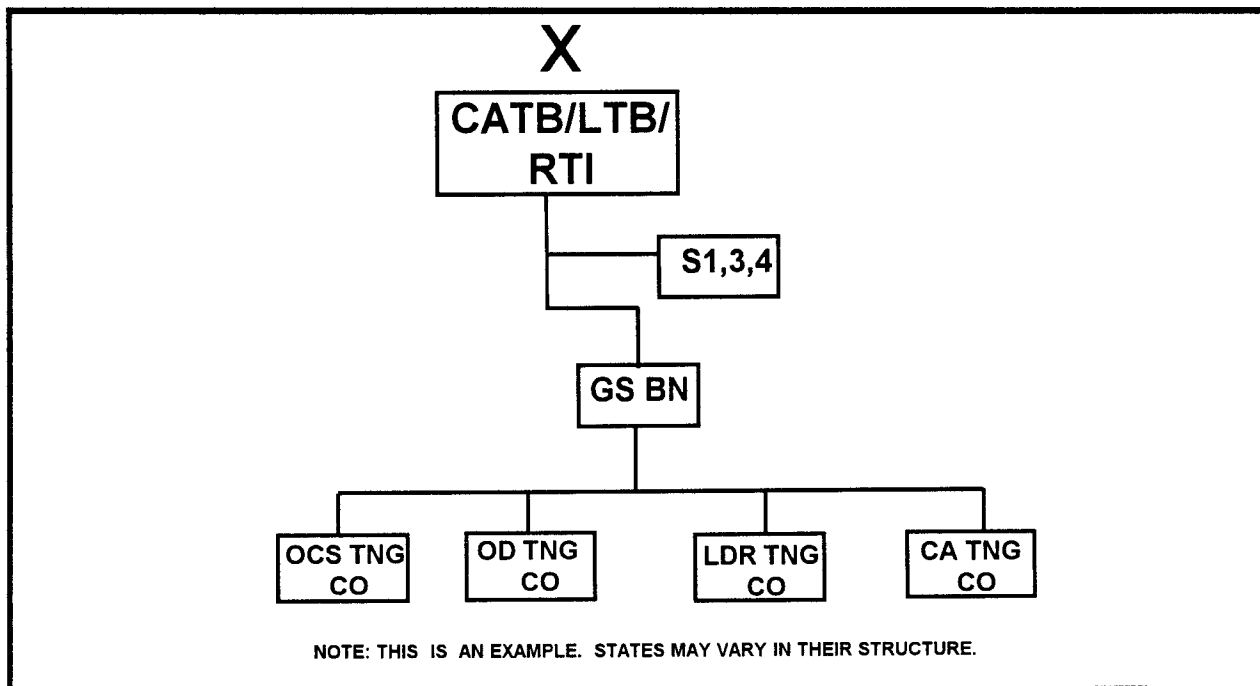 X
CATB/LTB/
RTI
S1,3,4
GS BN
OCS TNG
CO
OD TNG
CO
LDR TNG
CO
CA TNG
CO
NOTE: THIS IS AN EXAMPLE. STATES MAY VARY IN THEIR STRUCTURE.